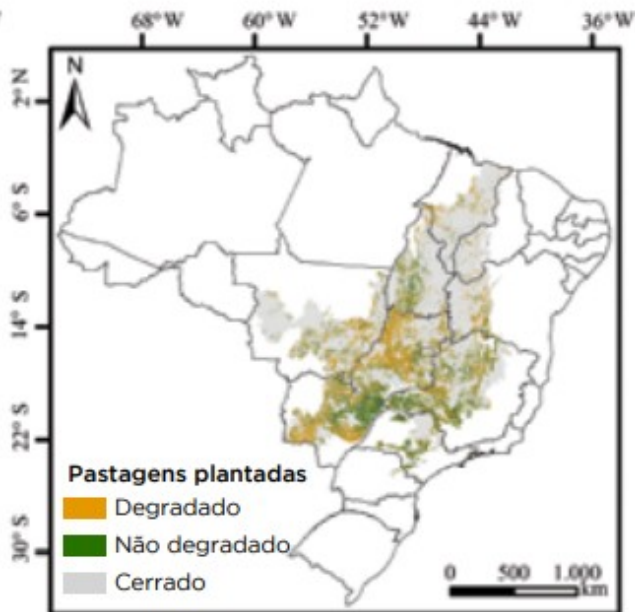 68°W 60°W 52°W 44°W 36°W
N
2°N
6°S
14°S
22°S
30°S
Pastagens plantadas
Degradado
Não degradado
Cerrado
0 500 1.000
km